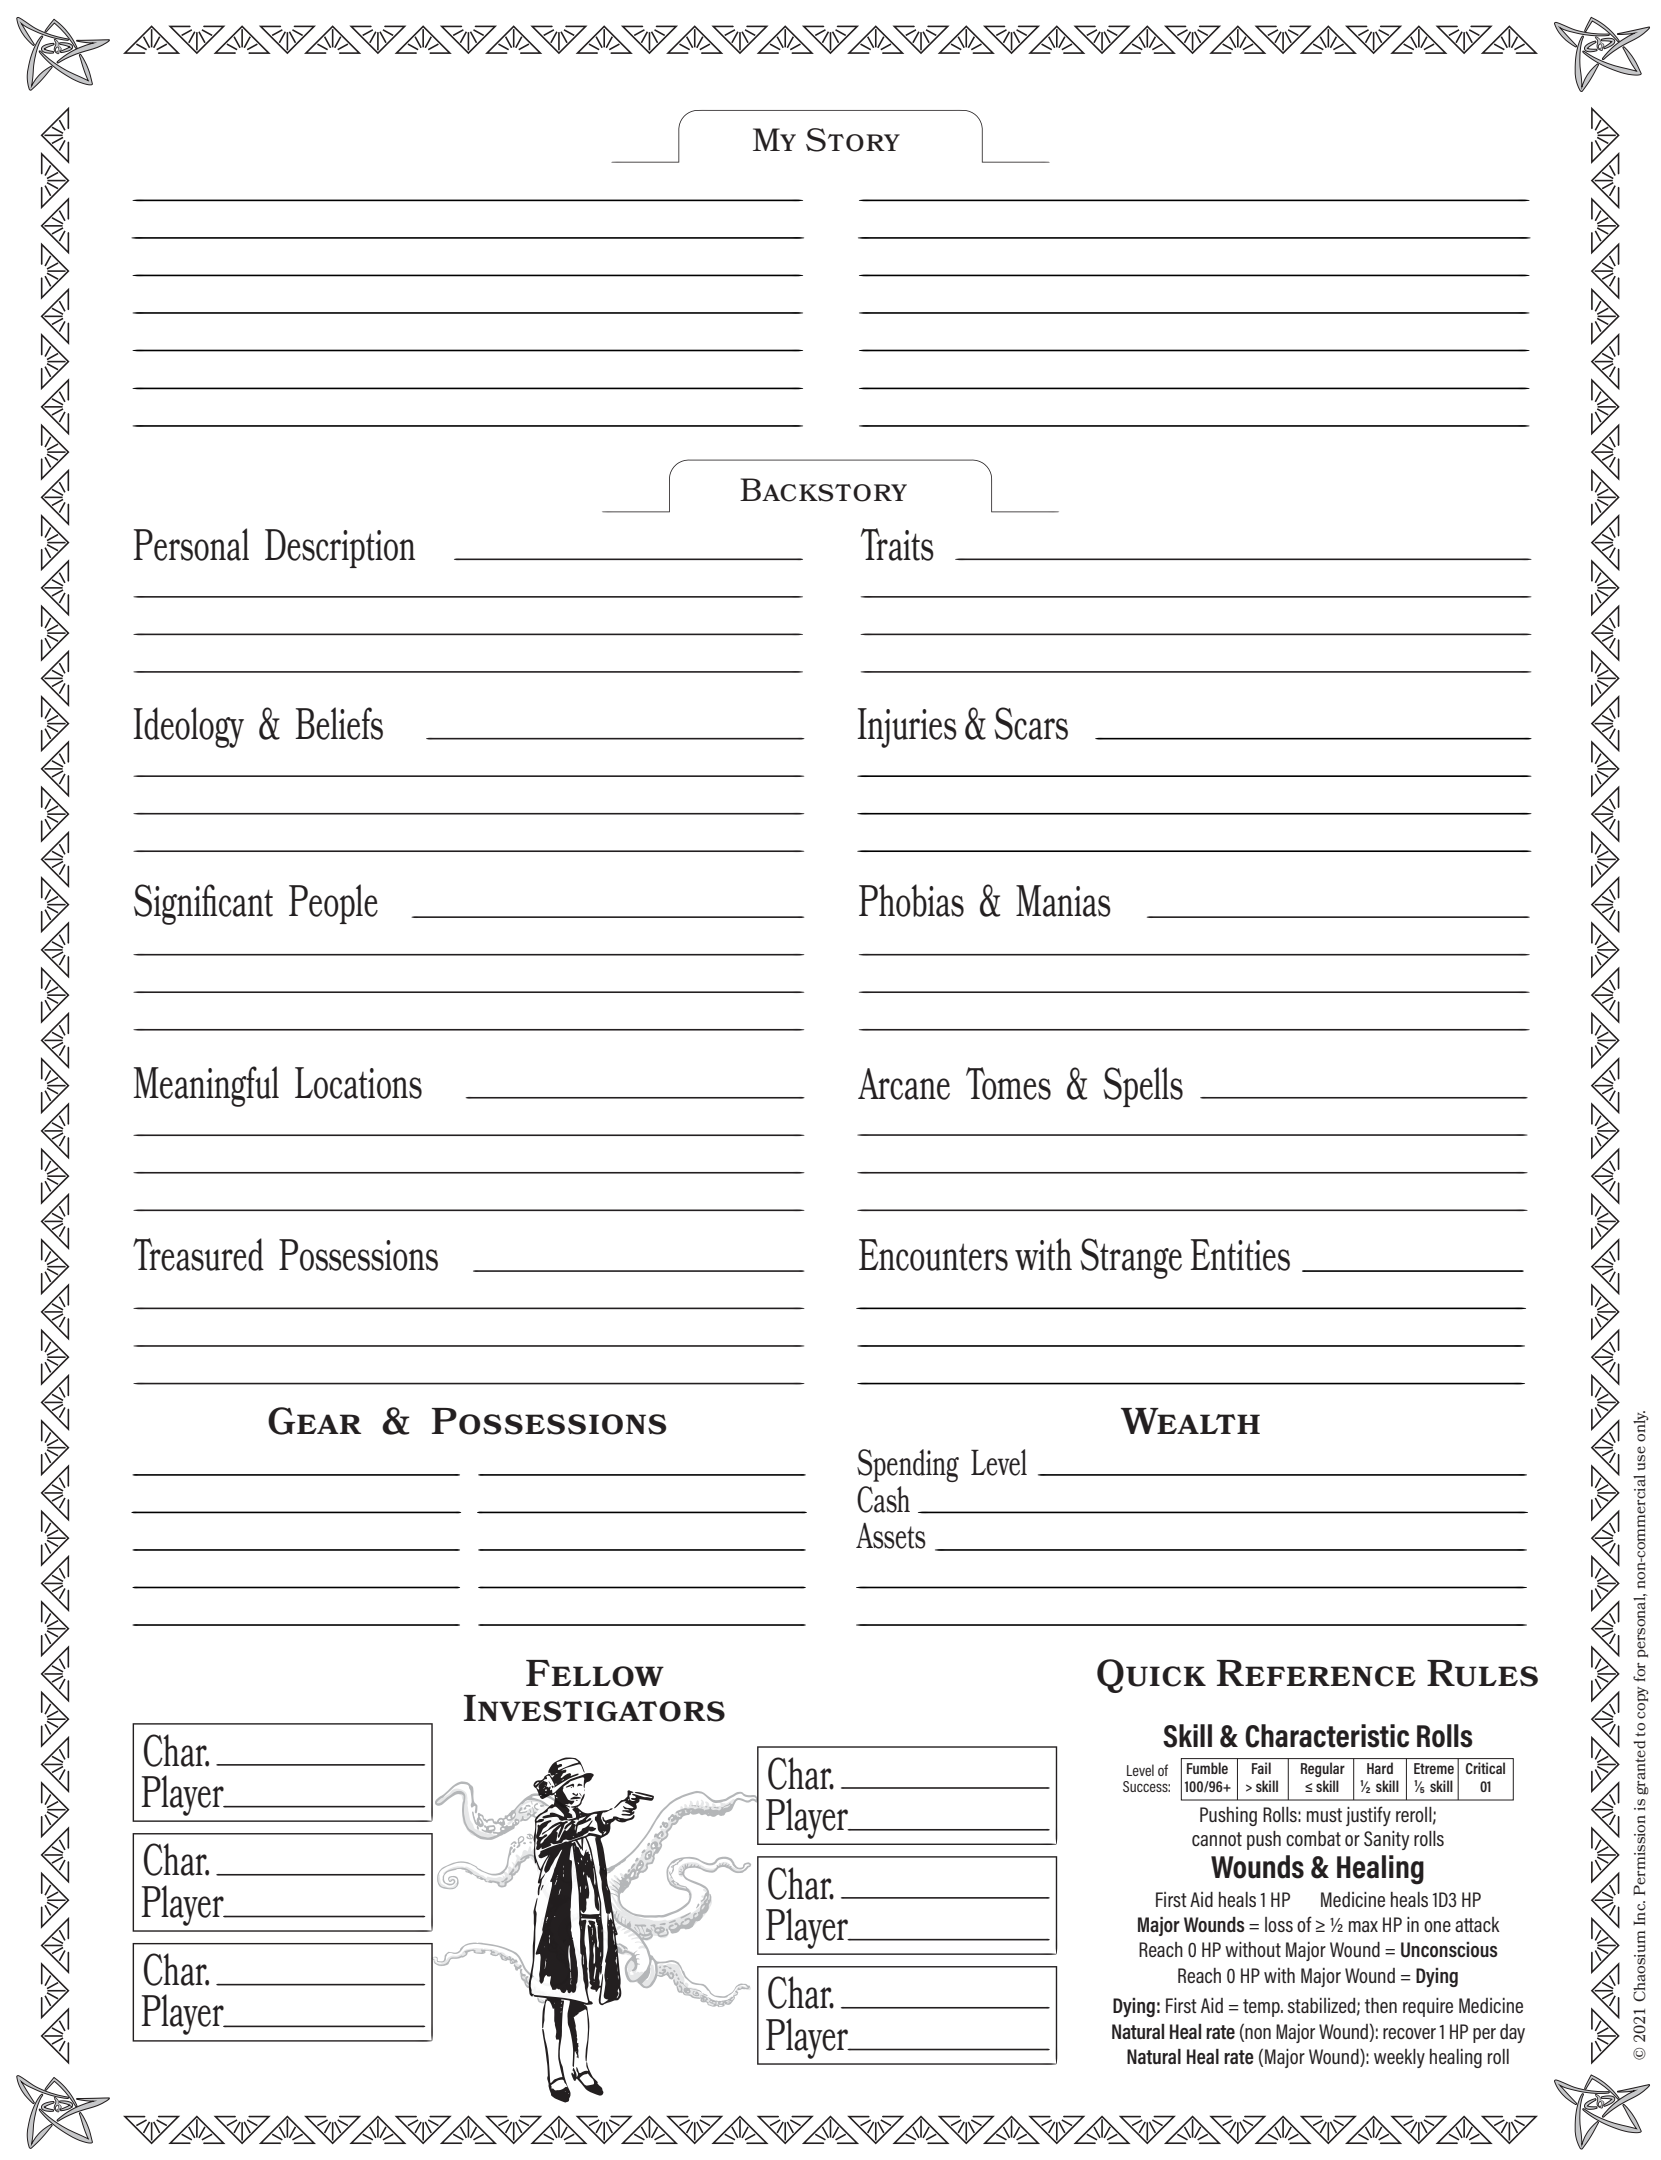 My Story
Backstory
Personal Description
Traits
Ideology & Beliefs
Injuries & Scars
Significant People
Phobias & Manias
Meaningful Locations
Arcane Tomes & Spells
Treasured Possessions
Encounters with Strange Entities
Gear & Possessions
Wealth
Spending Level
Cash
Assets
Fellow
Investigators
Char.
Player
Char.
Player
Char.
Player
Char.
Player
Char.
Player
Char.
Player
Quick Reference Rules
Skill & Characteristic Rolls
Level of Success: Fumble 100/96+ Fail > skill Regular ≤ skill Hard ½ skill Etreme ⅕ skill Critical 01
Pushing Rolls: must justify reroll;
cannot push combat or Sanity rolls
Wounds & Healing
First Aid heals 1 HP Medicine heals 1D3 HP
Major Wounds = loss of ≥ ½ max HP in one attack
Reach 0 HP without Major Wound = Unconscious
Reach 0 HP with Major Wound = Dying
Dying: First Aid = temp. stabilized; then require Medicine
Natural Heal rate (non Major Wound): recover 1 HP per day
Natural Heal rate (Major Wound): weekly healing roll
© 2021 Chaosium Inc. Permission is granted to copy for personal, non-commercial use only.